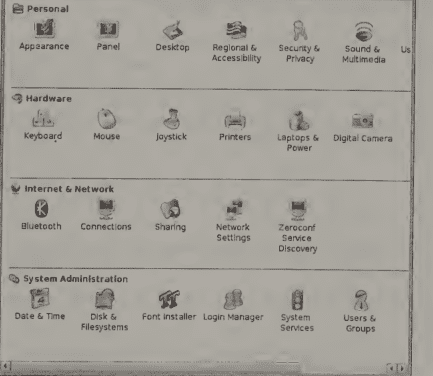 Personal
Appearance Panel Desktop Regional & Accessibility Security & Privacy Sound & Multimedia Us
Hardware
Keyboard Mouse Joystick Printers Laptops & Power Digital Camera
Internet & Network
Bluetooth Connections Sharing Network Settings Zeroconf Service Discovery
System Administration
Date & Time Disk & Filesystems Font Installer Login Manager System Services Users & Groups